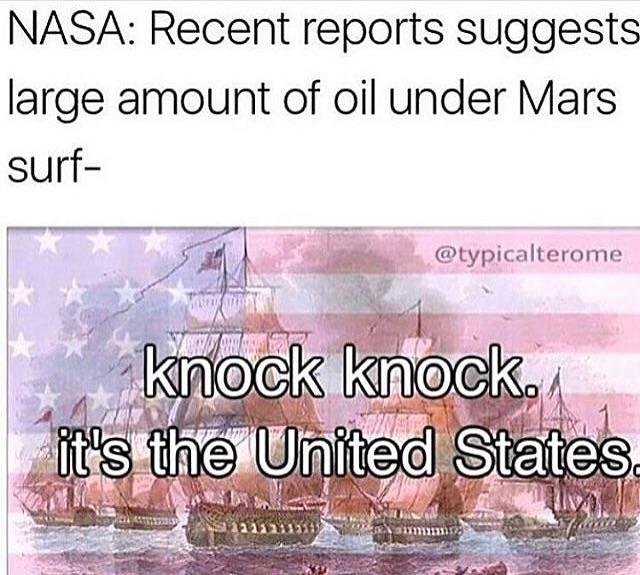 NASA: Recent reports suggests
large amount of oil under Mars
surf-
@typicalterome
knock knock.
it's the United States.